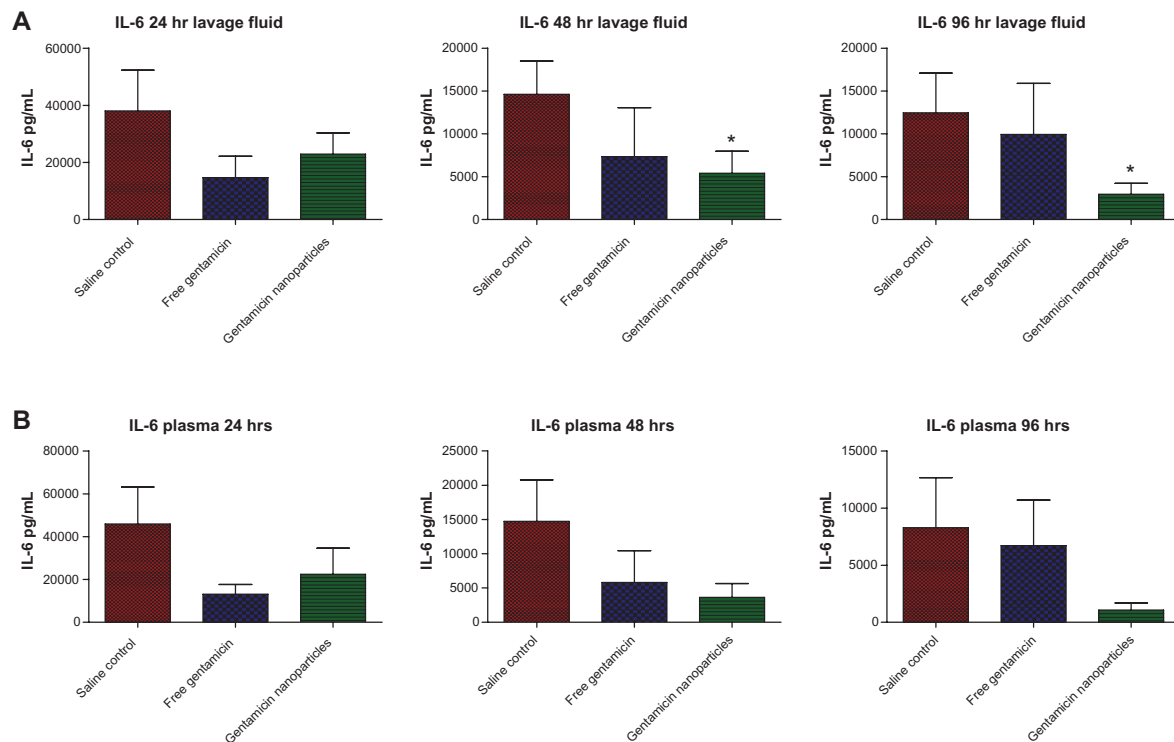 A
IL-6 24 hr lavage fluid
IL-6 pg/mL
60000
40000
20000
0
Saline control
Free gentamicin
Gentamicin nanoparticles
IL-6 48 hr lavage fluid
IL-6 pg/mL
20000
15000
10000
5000
0
*
Saline control
Free gentamicin
Gentamicin nanoparticles
IL-6 96 hr lavage fluid
IL-6 pg/mL
20000
15000
10000
5000
0
*
Saline control
Free gentamicin
Gentamicin nanoparticles
B
IL-6 plasma 24 hrs
IL-6 pg/mL
80000
60000
40000
20000
0
Saline control
Free gentamicin
Gentamicin nanoparticles
IL-6 plasma 48 hrs
IL-6 pg/mL
25000
20000
15000
10000
5000
0
Saline control
Free gentamicin
Gentamicin nanoparticles
IL-6 plasma 96 hrs
IL-6 pg/mL
15000
10000
5000
0
Saline control
Free gentamicin
Gentamicin nanoparticles